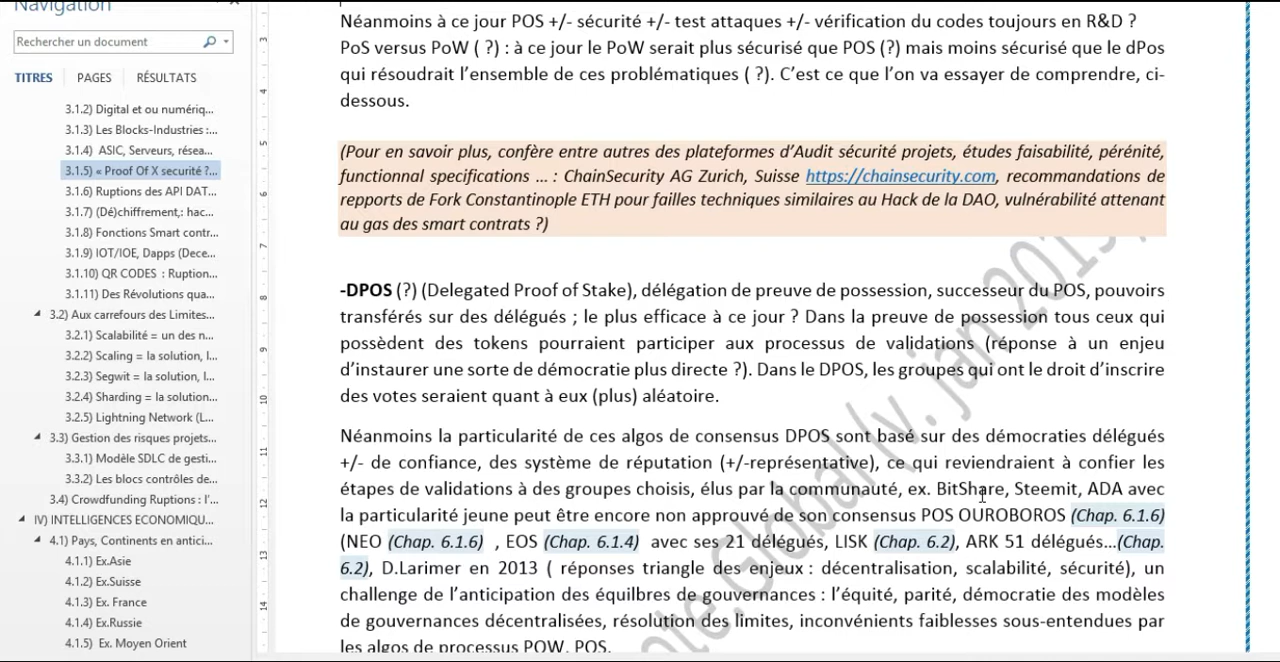 Navigation
Rechercher un document
TITRES PAGES RÉSULTATS
3.1.2) Digital et ou numériq...
3.1.3) Les Blocks-Industries :...
3.1.4) ASIC, Serveurs, résea...
3.1.5) « Proof Of X securité ?...
3.1.6) Ruptions des API DAT...
3.1.7) (Dé)chiffrement,: hac...
3.1.8) Fonctions Smart contr...
3.1.9) IOT/IOE, Dapps (Dece...
3.1.10) QR CODES : Ruption...
3.1.11) Des Révolutions qua...
3.2) Aux carrefours des Limites...
3.2.1) Scalabilité = un des n...
3.2.2) Scaling = la solution, l...
3.2.3) Segwit = la solution, l...
3.2.4) Sharding = la solution...
3.2.5) Lightning Network (L...
3.3) Gestion des risques projets...
3.3.1) Modèle SDLC de gesti...
3.3.2) Les blocs contrôles de...
3.4) Crowdfunding Ruptions : l'...
IV) INTELLIGENCES ECONOMIQU...
4.1) Pays, Continents en antici...
4.1.1) Ex.Asie
4.1.2) Ex.Suisse
4.1.3) Ex. France
4.1.4) Ex.Russie
4.1.5) Ex. Moyen Orient
3
4
5
6
7
8
9
10
11
12
13
14
Néanmoins à ce jour POS +/- sécurité +/- test attaques +/- vérification du codes toujours en R&D ?
PoS versus PoW ( ?) : à ce jour le PoW serait plus sécurisé que POS (?) mais moins sécurisé que le dPos
qui résoudrait l'ensemble de ces problématiques ( ?). C'est ce que l'on va essayer de comprendre, ci-
dessous.
(Pour en savoir plus, confère entre autres des plateformes d'Audit sécurité projets, études faisabilité, pérénité,
functionnal specifications ... : ChainSecurity AG Zurich, Suisse https://chainsecurity.com, recommandations de
repports de Fork Constantinople ETH pour failles techniques similaires au Hack de la DAO, vulnérabilité attenant
au gas des smart contrats ?)
-DPOS (?) (Delegated Proof of Stake), délégation de preuve de possession, successeur du POS, pouvoirs
transférés sur des délégués ; le plus efficace à ce jour ? Dans la preuve de possession tous ceux qui
possèdent des tokens pourraient participer aux processus de validations (réponse à un enjeu
d'instaurer une sorte de démocratie plus directe ?). Dans le DPOS, les groupes qui ont le droit d'inscrire
des votes seraient quant à eux (plus) aléatoire.
Néanmoins la particularité de ces algos de consensus DPOS sont basé sur des démocraties délégués
+/- de confiance, des système de réputation (+/-représentative), ce qui reviendraient à confier les
étapes de validations à des groupes choisis, élus par la communauté, ex. BitShare, Steemit, ADA avec
la particularité jeune peut être encore non approuvé de son consensus POS OUROBOROS (Chap. 6.1.6)
(NEO (Chap. 6.1.6) , EOS (Chap. 6.1.4) avec ses 21 délégués, LISK (Chap. 6.2), ARK 51 délégués...(Chap.
6.2), D.Larimer en 2013 ( réponses triangle des enjeux : décentralisation, scalabilité, sécurité), un
challenge de l'anticipation des équilbres de gouvernances : l'équité, parité, démocratie des modèles
de gouvernances décentralisées, résolution des limites, inconvénients faiblesses sous-entendues par
les algos de processus POW, POS.
Global (v. jan 2019